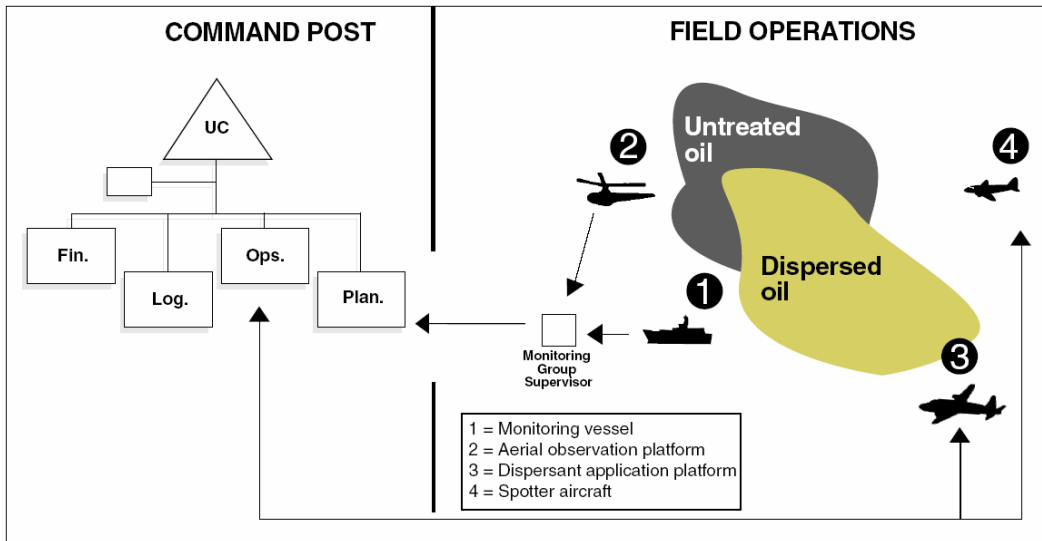 COMMAND POST
FIELD OPERATIONS
UC
Fin.
Log.
Ops.
Plan.
Untreated
oil
Dispersed
oil
2
4
1
3
Monitoring
Group
Supervisor
1 = Monitoring vessel
2 = Aerial observation platform
3 = Dispersant application platform
4 = Spotter aircraft